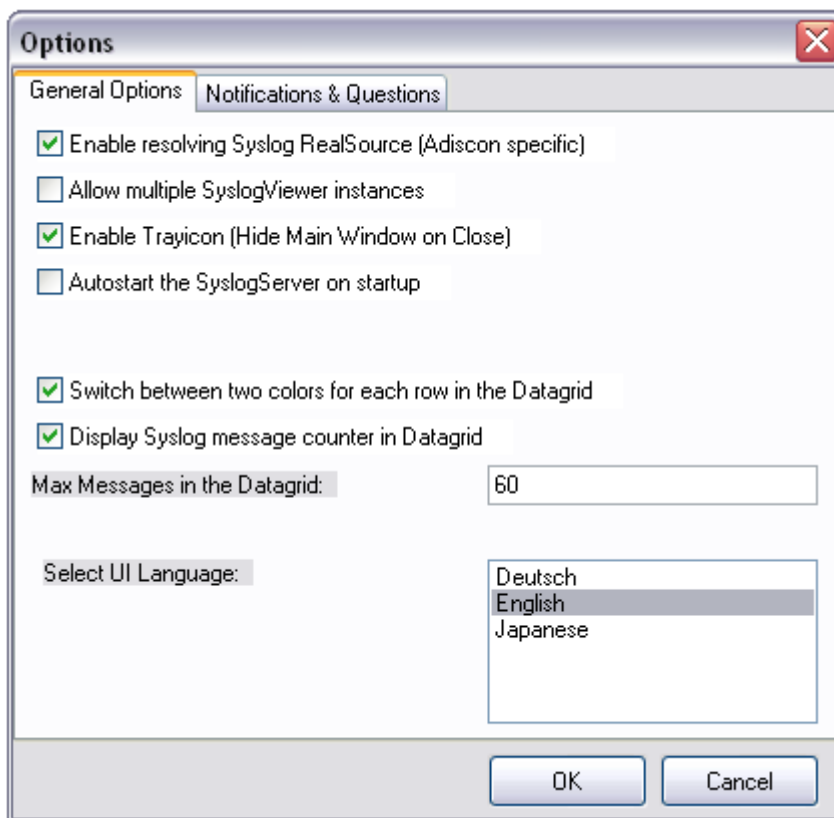 Options
General Options
Notifications & Questions
Enable resolving Syslog RealSource (Adiscon specific)
Allow multiple SyslogViewer instances
Enable Trayicon (Hide Main Window on Close)
Autostart the SyslogServer on startup
Switch between two colors for each row in the Datagrid
Display Syslog message counter in Datagrid
Max Messages in the Datagrid:
60
Select UI Language:
Deutsch
English
Japanese
OK
Cancel